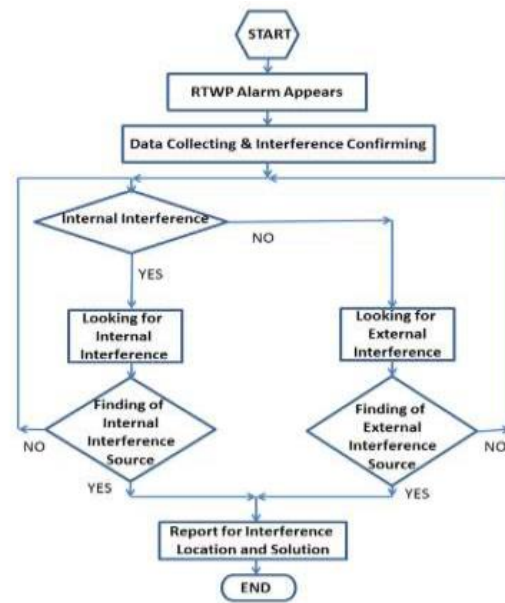 START
RTWP Alarm Appears
Data Collecting & Interference Confirming
Internal Interference
NO
YES
Looking for
Internal
Interference
Looking for
External
Interference
Finding of
Internal
Interference
Source
NO
YES
Finding of
External
Interference
Source
NO
YES
Report for Interference
Location and Solution
END